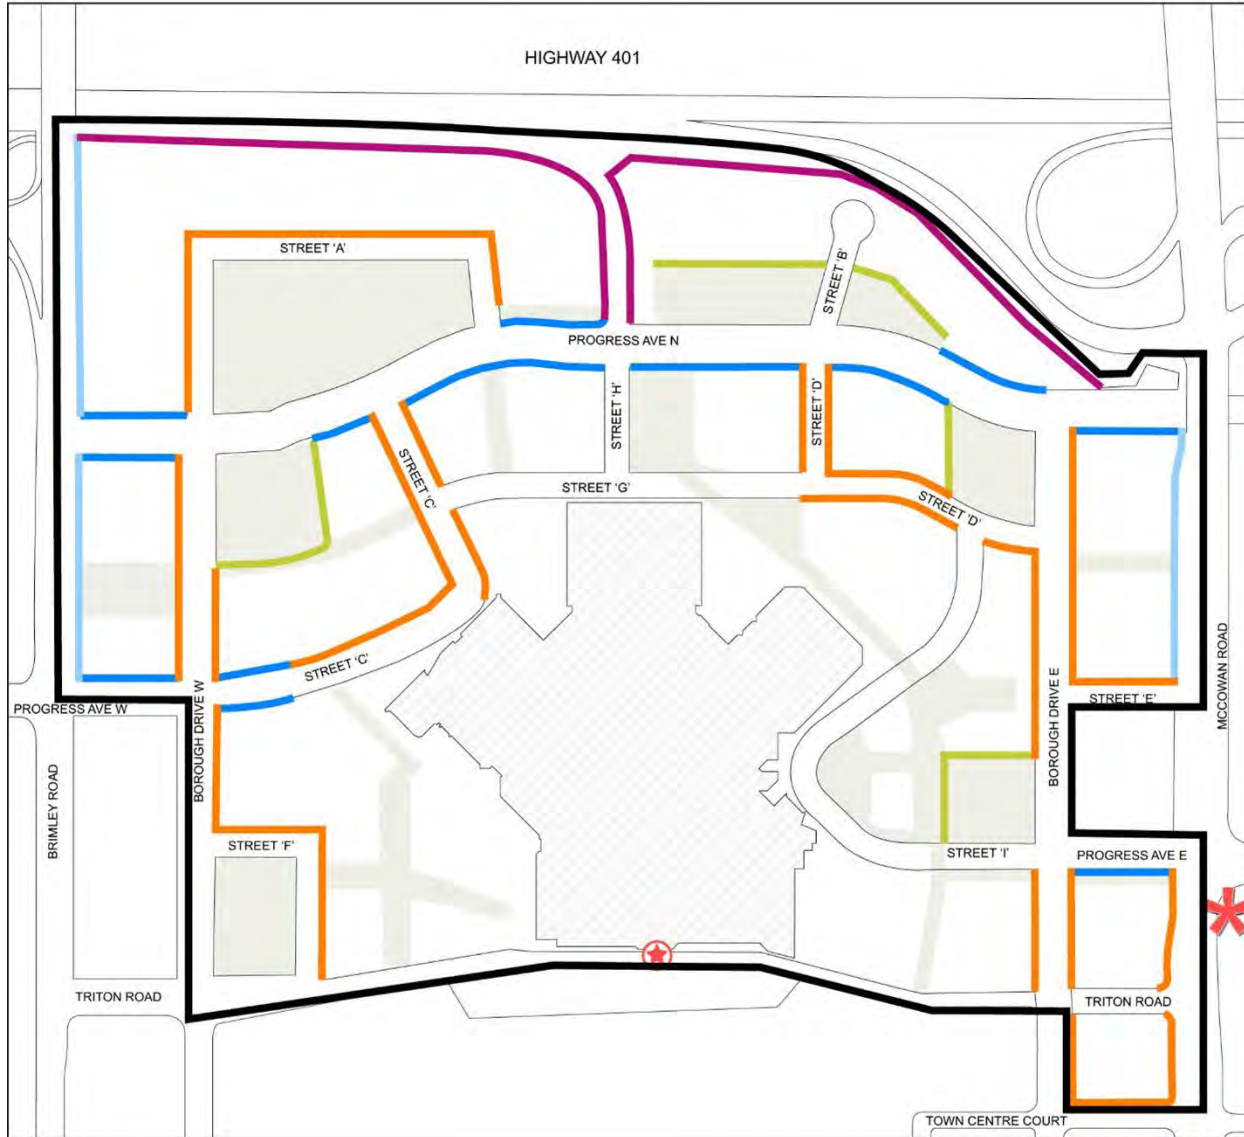 HIGHWAY 401
STREET 'A'
STREET 'B'
PROGRESS AVE N
STREET 'H'
STREET 'D'
STREET 'C'
STREET 'G'
STREET 'D'
STREET 'C'
STREET 'E'
PROGRESS AVE W
BOROUGH DRIVE W
BOROUGH DRIVE E
MCCOWAN ROAD
BRIMLEY ROAD
STREET 'F'
STREET 'I'
PROGRESS AVE E
TRITON ROAD
TRITON ROAD
TOWN CENTRE COURT